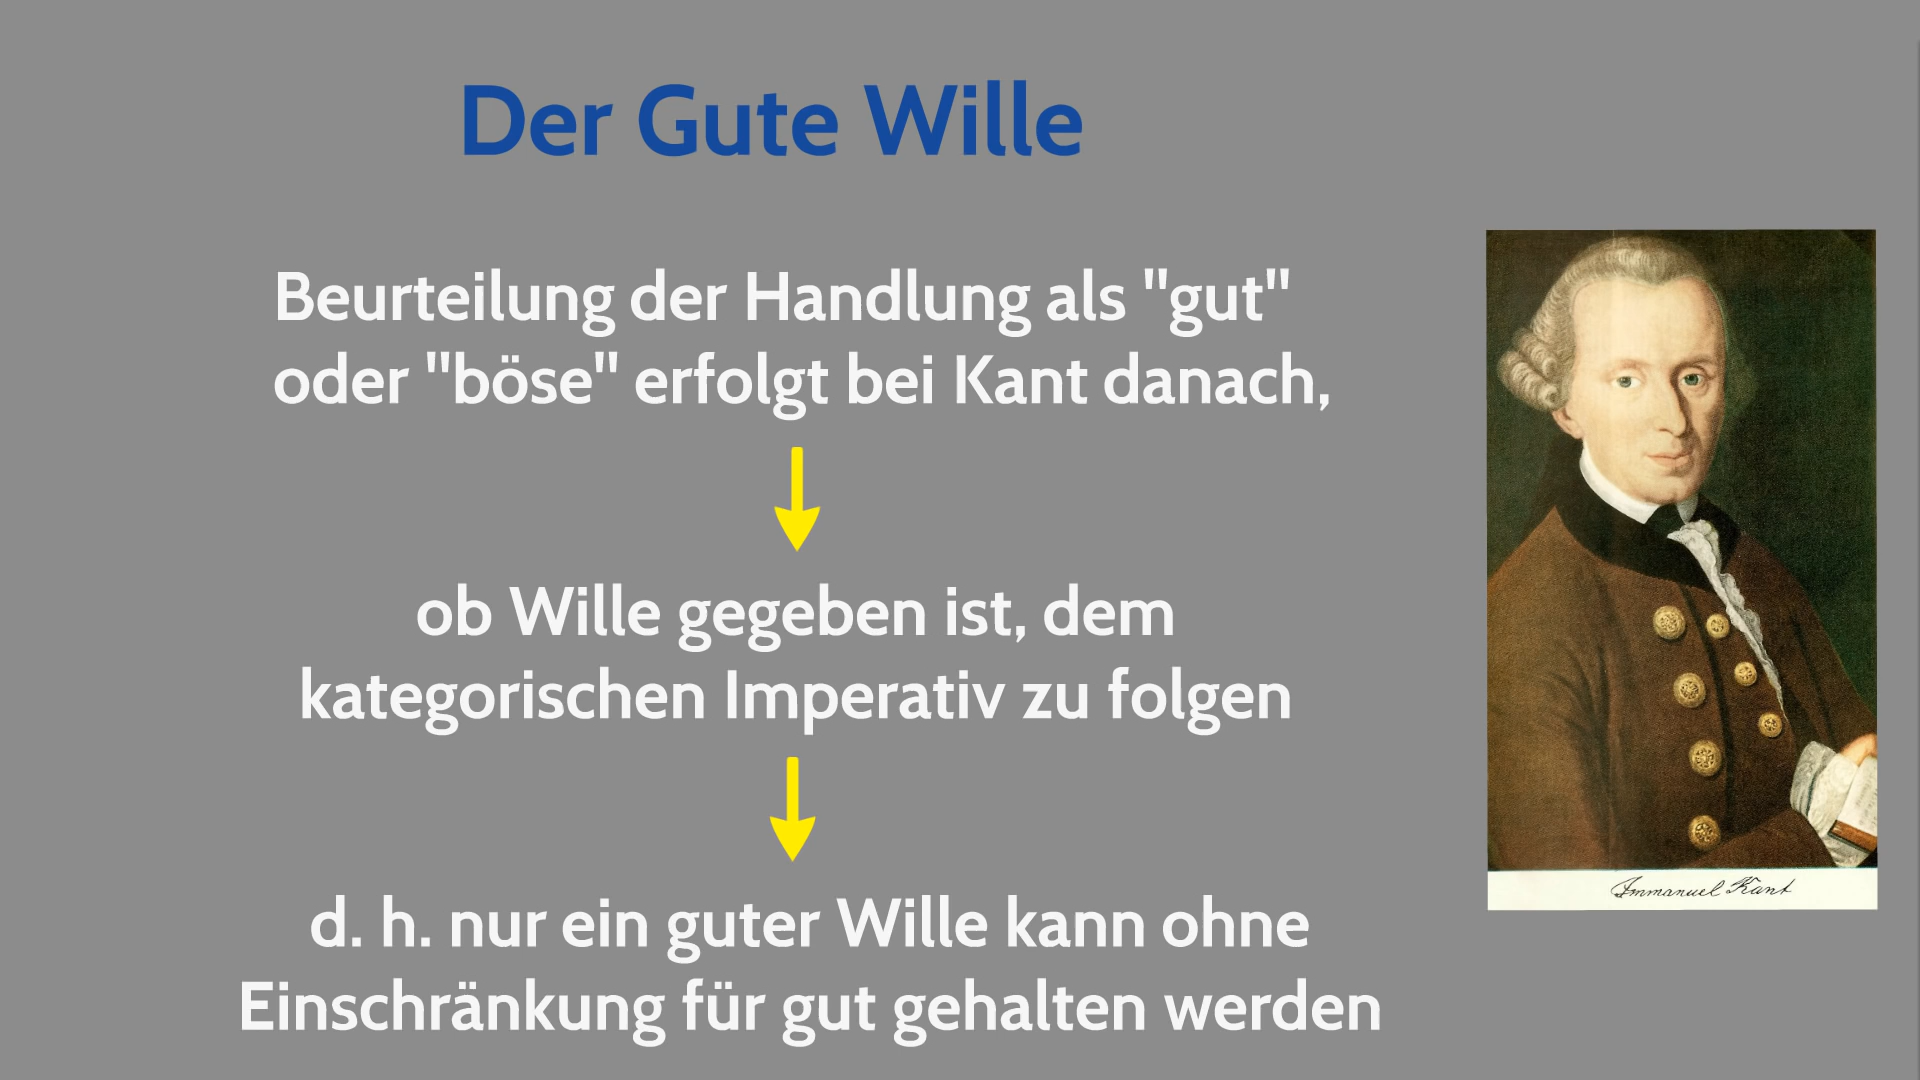 Der Gute Wille
Beurteilung der Handlung als "gut"
oder "böse" erfolgt bei Kant danach,
ob Wille gegeben ist, dem
kategorischen Imperativ zu folgen
d. h. nur ein guter Wille kann ohne
Einschränkung für gut gehalten werden
Immanuel Kant